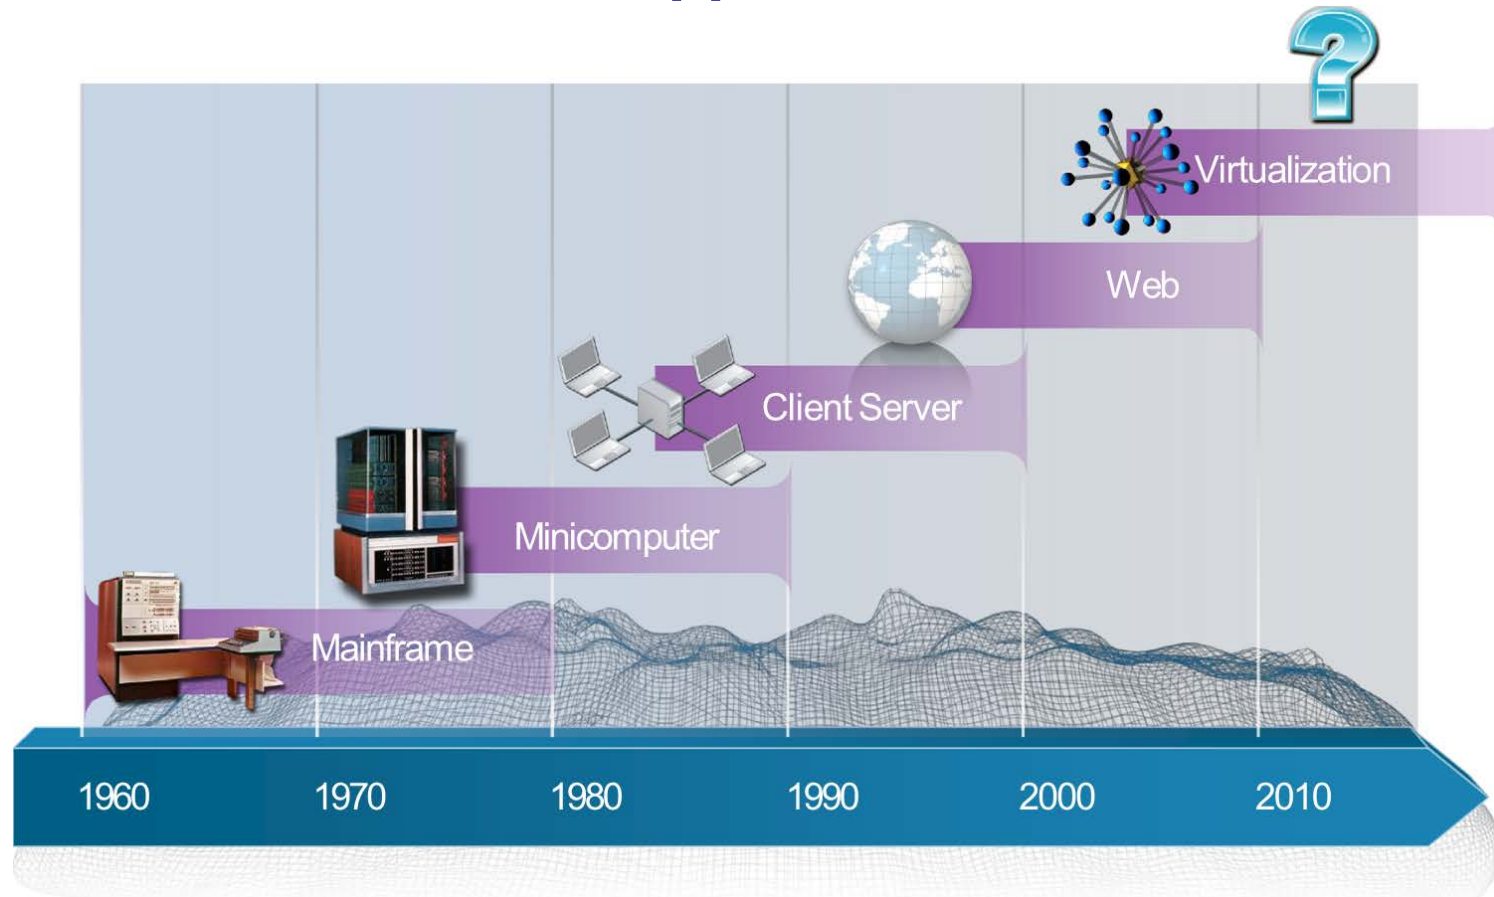 ?
Virtualization
Web
Client Server
Minicomputer
Mainframe
1960 1970 1980 1990 2000 2010